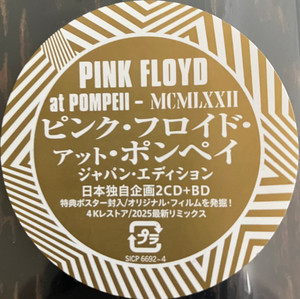 PINK FLOYD
at POMPEII - MCMLXXII
ピンク・フロイド・
アット・ポンペイ
ジャパン・エディション
日本独自企画2CD+BD
特典ポスター封入/オリジナル・フィルムを発掘!
4Kレストア/2025最新リミックス
プラ
SICP 6692~4